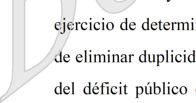 ejercicio de determi
de eliminar duplicid
del déficit público